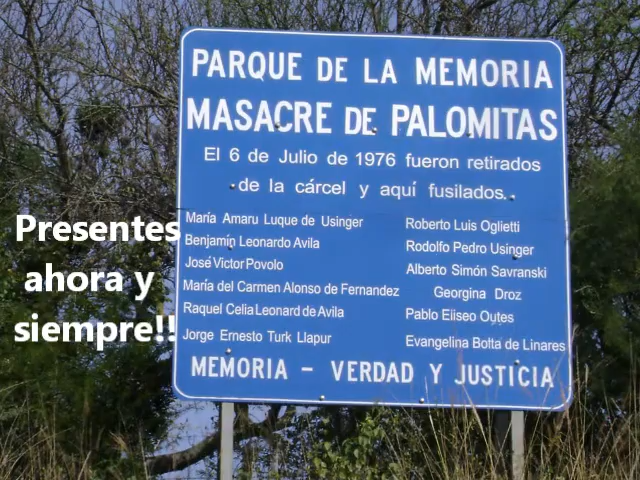 PARQUE DE LA MEMORIA
MASACRE DE PALOMITAS
El 6 de Julio de 1976 fueron retirados
de la cárcel y aquí fusilados.
María Amaru Luque de Usinger
Benjamín Leonardo Avila
José Victor Povolo
María del Carmen Alonso de Fernandez
Raquel Celia Leonard de Avila
Jorge Ernesto Turk Llapur
Roberto Luis Oglietti
Rodolfo Pedro Usinger
Alberto Simón Savranski
Georgina Droz
Pablo Eliseo Outes
Evangelina Botta de Linares
MEMORIA - VERDAD Y JUSTICIA
Presentes
ahora y
siempre!!